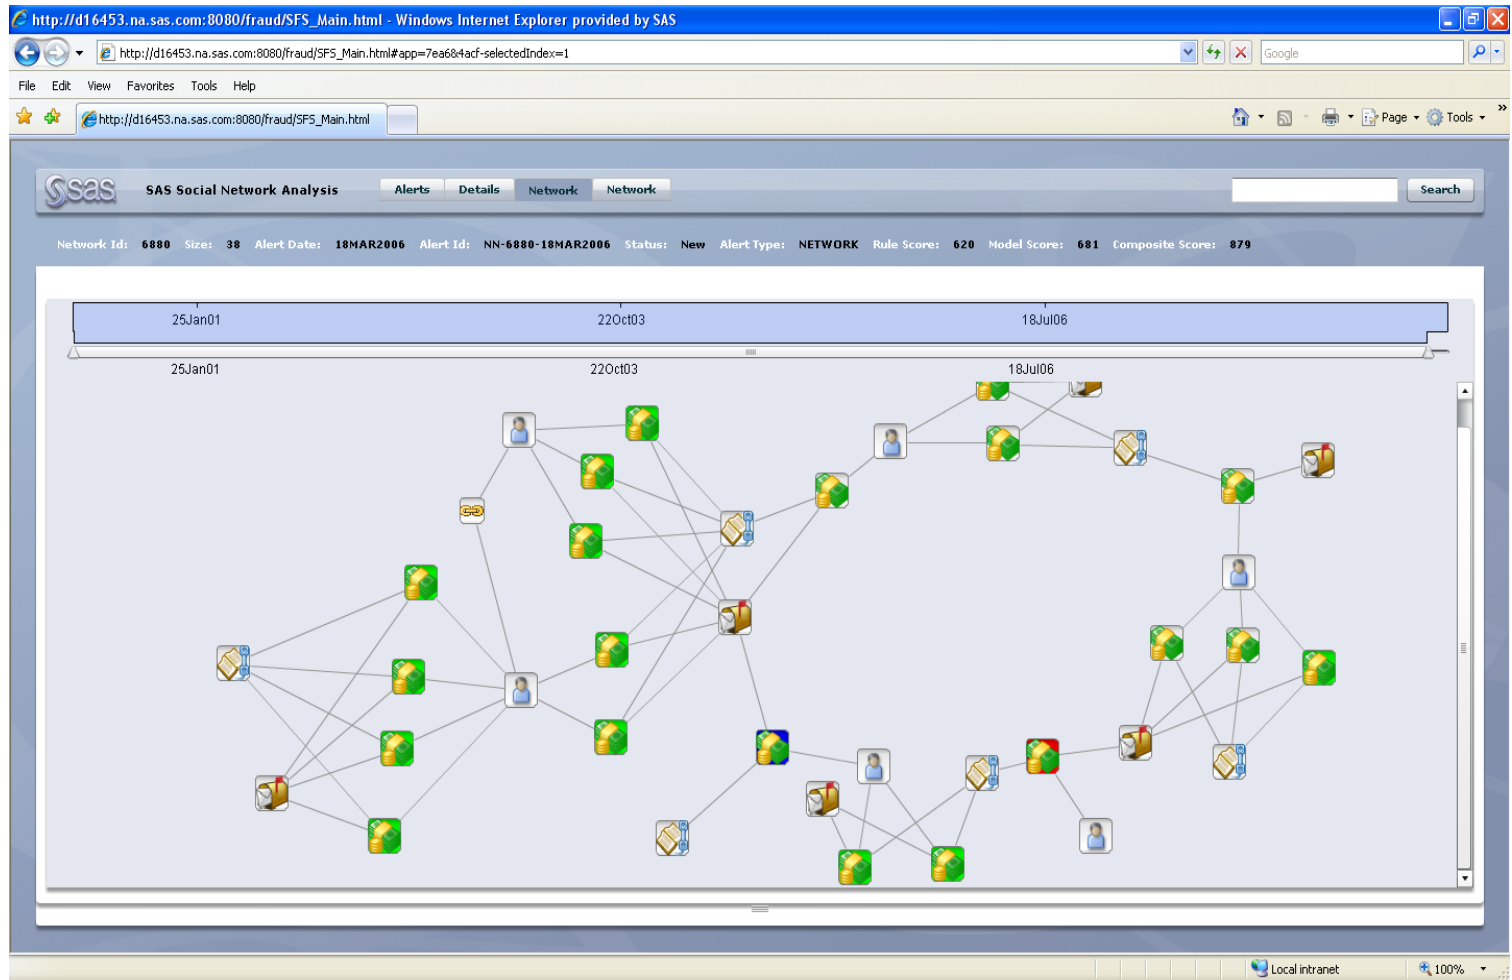 http://d16453.na.sas.com:8080/fraud/SFS_Main.html - Windows Internet Explorer provided by SAS
http://d16453.na.sas.com:8080/fraud/SFS_Main.html#app=7ea6&4acf-selectedIndex=1
Google
File Edit View Favorites Tools Help
http://d16453.na.sas.com:8080/fraud/SFS_Main.html
Page Tools
sas SAS Social Network Analysis Alerts Details Network Network Search
Network Id: 6880 Size: 38 Alert Date: 18MAR2006 Alert Id: NN-6880-18MAR2006 Status: New Alert Type: NETWORK Rule Score: 620 Model Score: 681 Composite Score: 879
25Jan01 22Oct03 18Jul06
25Jan01 22Oct03 18Jul06
Local intranet 100%